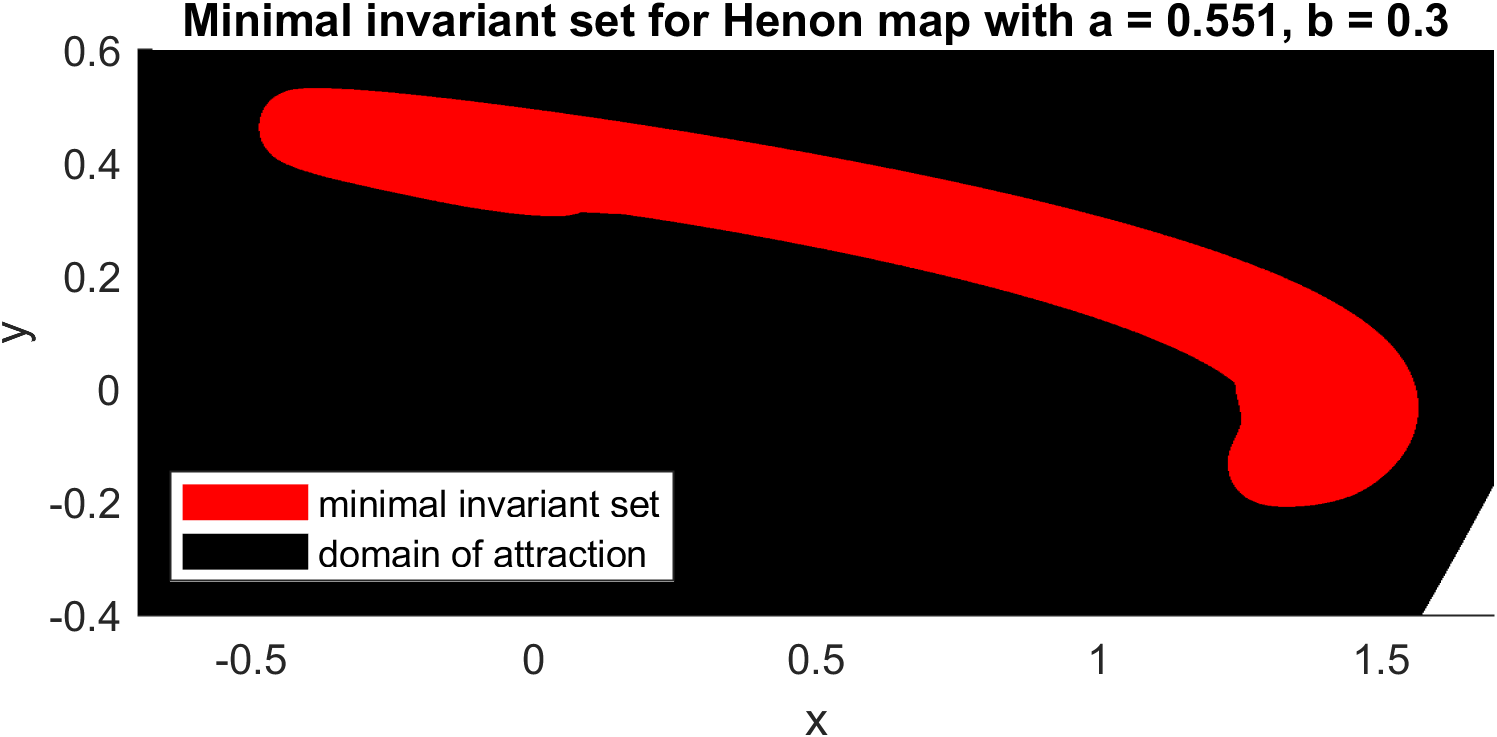 Minimal invariant set for Henon map with a = 0.551, b = 0.3
0.6
0.4
0.2
0
-0.2
-0.4
y
minimal invariant set
domain of attraction
-0.5 0 0.5 1 1.5
x